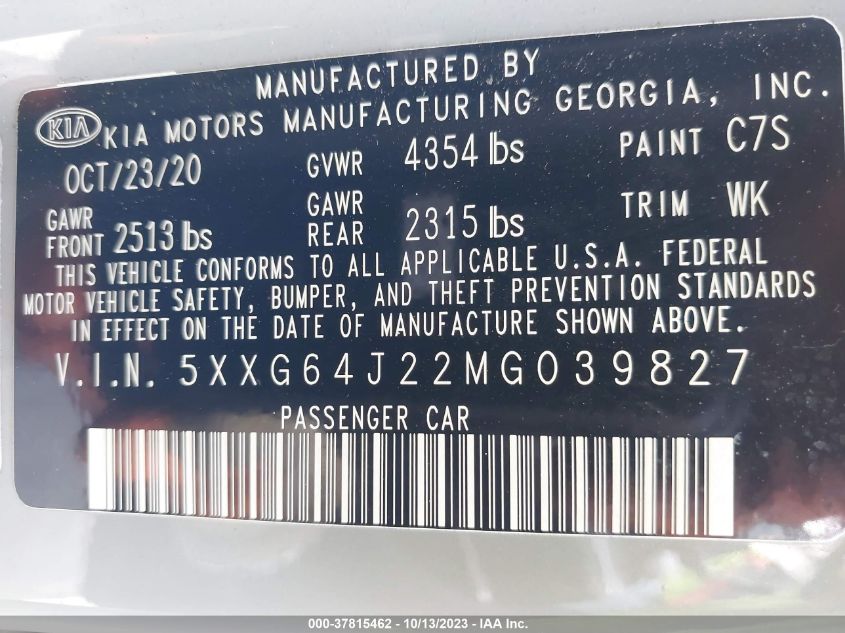 MANUFACTURED BY
KIA KIA MOTORS MANUFACTURING GEORGIA, INC.
OCT/23/20 GVWR 4354 lbs PAINT C7S
GAWR FRONT 2513 lbs GAWR REAR 2315 lbs TRIM WK
THIS VEHICLE CONFORMS TO ALL APPLICABLE U.S.A. FEDERAL
MOTOR VEHICLE SAFETY, BUMPER, AND THEFT PREVENTION STANDARDS
IN EFFECT ON THE DATE OF MANUFACTURE SHOWN ABOVE.
V.I.N. 5XXG64J22MG039827
PASSENGER CAR
000-37815462 - 10/13/2023 - IAA Inc.